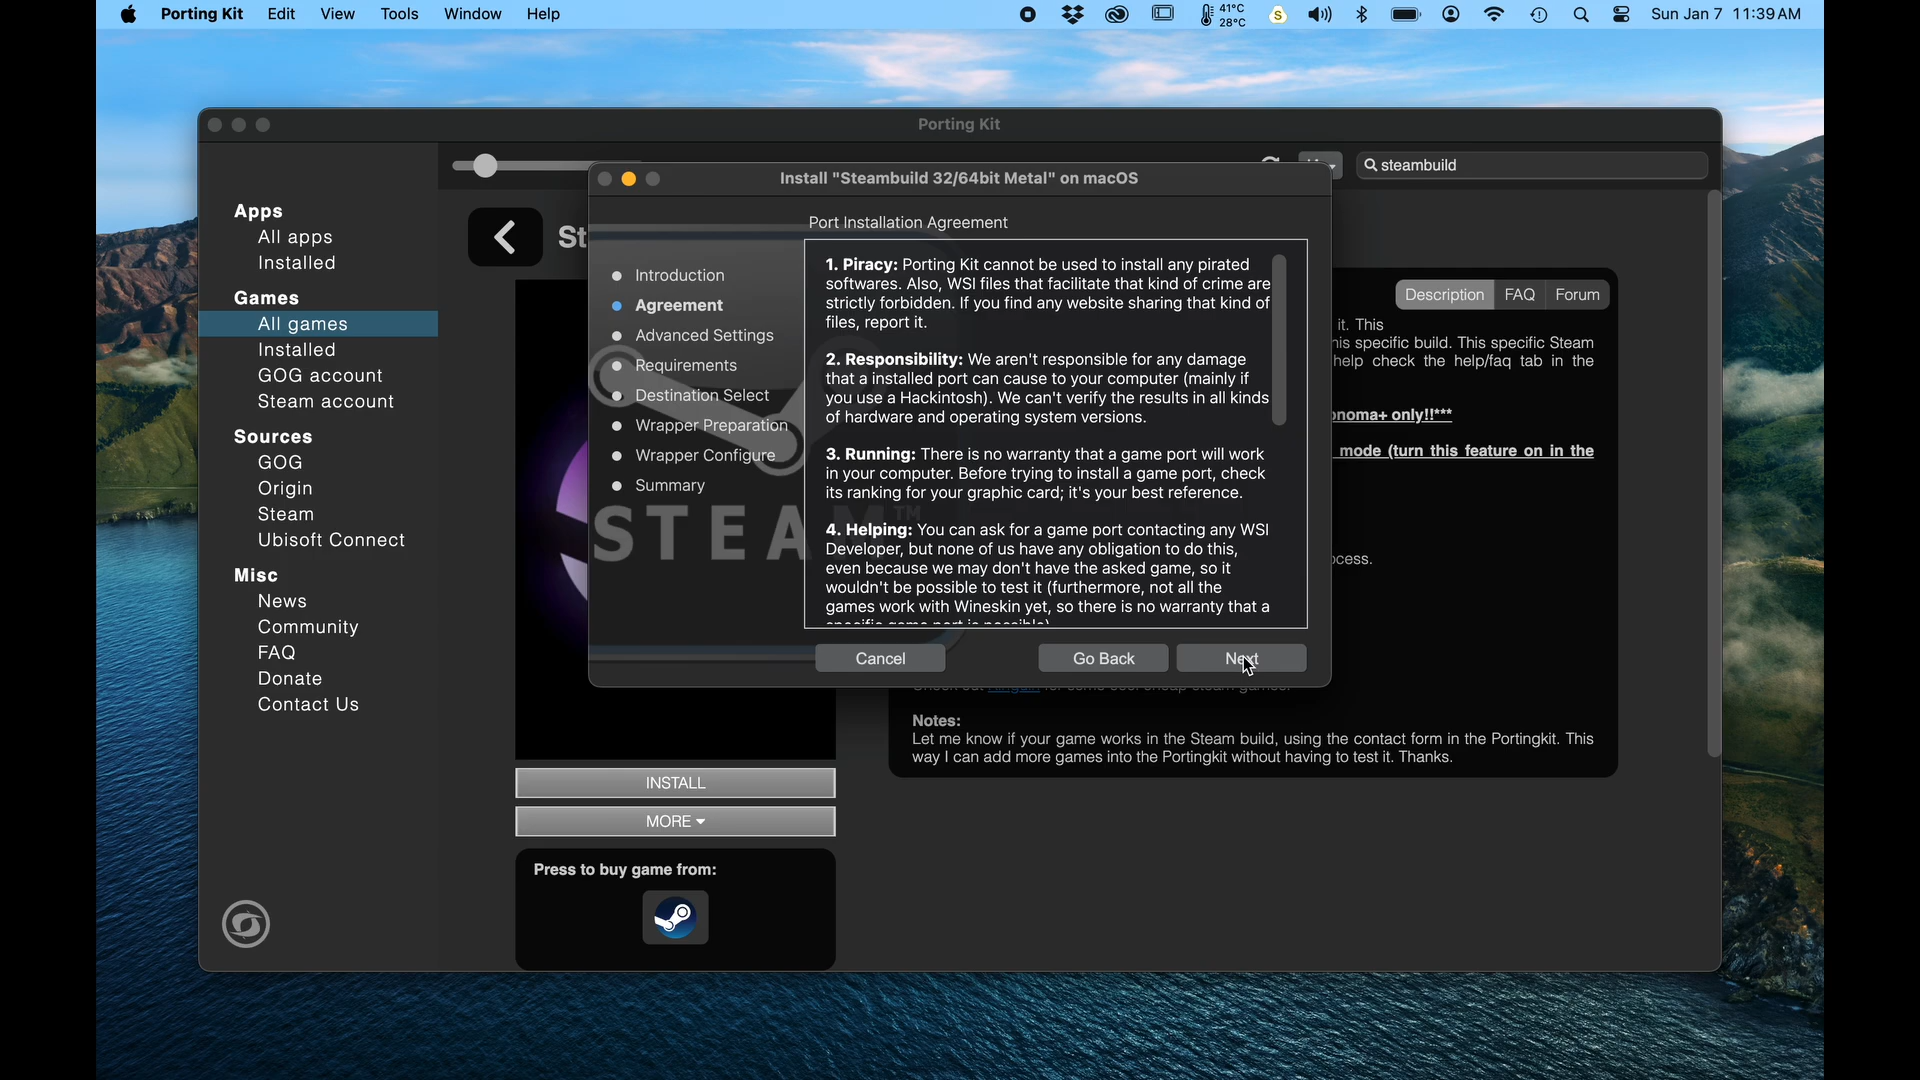 Porting Kit Edit View Tools Window Help
41°C
28°C
S
Sun Jan 7 11:39 AM
Porting Kit
steambuild
Apps
All apps
Installed
Games
All games
Installed
GOG account
Steam account
Sources
GOG
Origin
Steam
Ubisoft Connect
Misc
News
Community
FAQ
Donate
Contact Us
St
INSTALL
MORE
Press to buy game from:
Install "Steambuild 32/64bit Metal" on macOS
Port Installation Agreement
Introduction
Agreement
Advanced Settings
Requirements
Destination Select
Wrapper Preparation
Wrapper Configure
Summary
STEAM™
1. Piracy: Porting Kit cannot be used to install any pirated
softwares. Also, WSI files that facilitate that kind of crime are
strictly forbidden. If you find any website sharing that kind of
files, report it.
2. Responsibility: We aren't responsible for any damage
that a installed port can cause to your computer (mainly if
you use a Hackintosh). We can't verify the results in all kinds
of hardware and operating system versions.
3. Running: There is no warranty that a game port will work
in your computer. Before trying to install a game port, check
its ranking for your graphic card; it's your best reference.
4. Helping: You can ask for a game port contacting any WSI
Developer, but none of us have any obligation to do this,
even because we may don't have the asked game, so it
wouldn't be possible to test it (furthermore, not all the
games work with Wineskin yet, so there is no warranty that a
specific game port is possible)
Cancel
Go Back
Next
Description FAQ Forum
it. This
his specific build. This specific Steam
help check the help/faq tab in the
onoma+ only!!***
mode (turn this feature on in the
ocess.
for some cool cheap steam games.
Notes:
Let me know if your game works in the Steam build, using the contact form in the Portingkit. This
way I can add more games into the Portingkit without having to test it. Thanks.